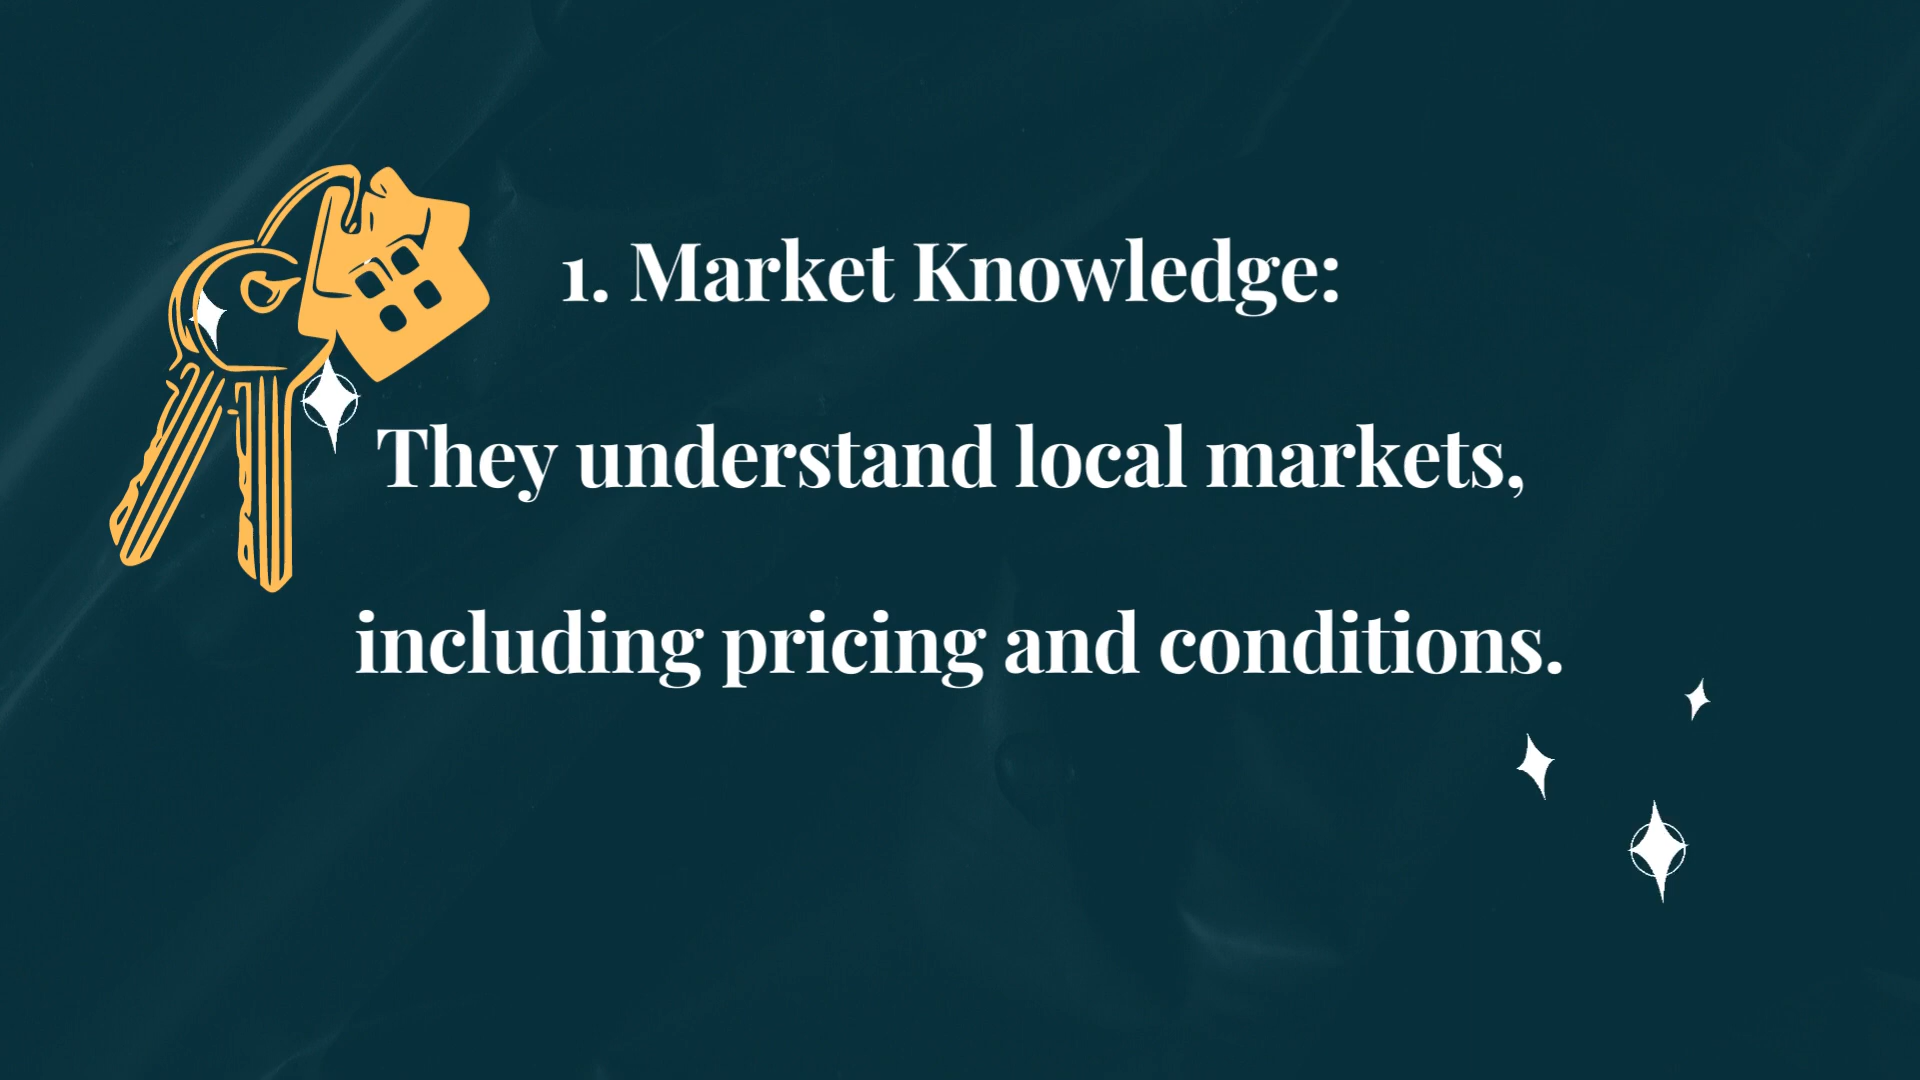 1. Market Knowledge:
They understand local markets,
including pricing and conditions.